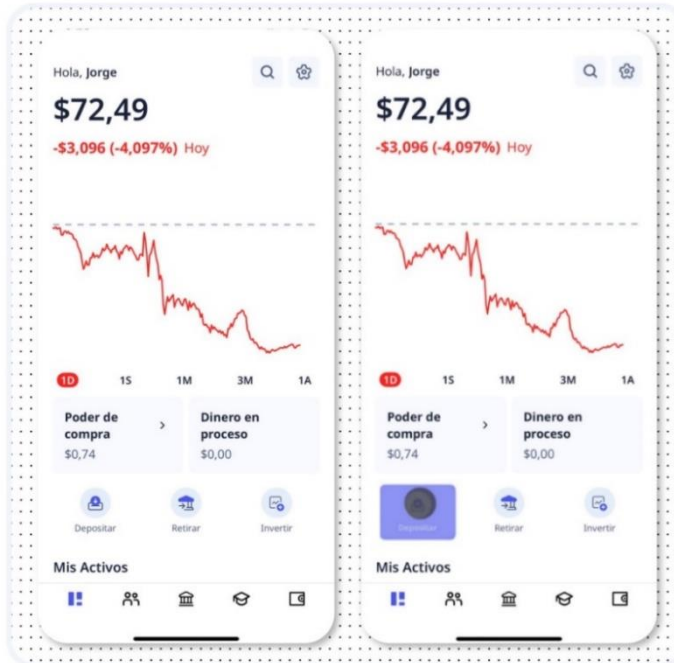 Hola, Jorge
$72,49
-$3,096 (-4,097%) Hoy
1D 1S 1M 3M 1A
Poder de compra
$0,74
Dinero en proceso
$0,00
Depositar Retirar Invertir
Mis Activos
Hola, Jorge
$72,49
-$3,096 (-4,097%) Hoy
1D 1S 1M 3M 1A
Poder de compra
$0,74
Dinero en proceso
$0,00
Depositar Retirar Invertir
Mis Activos